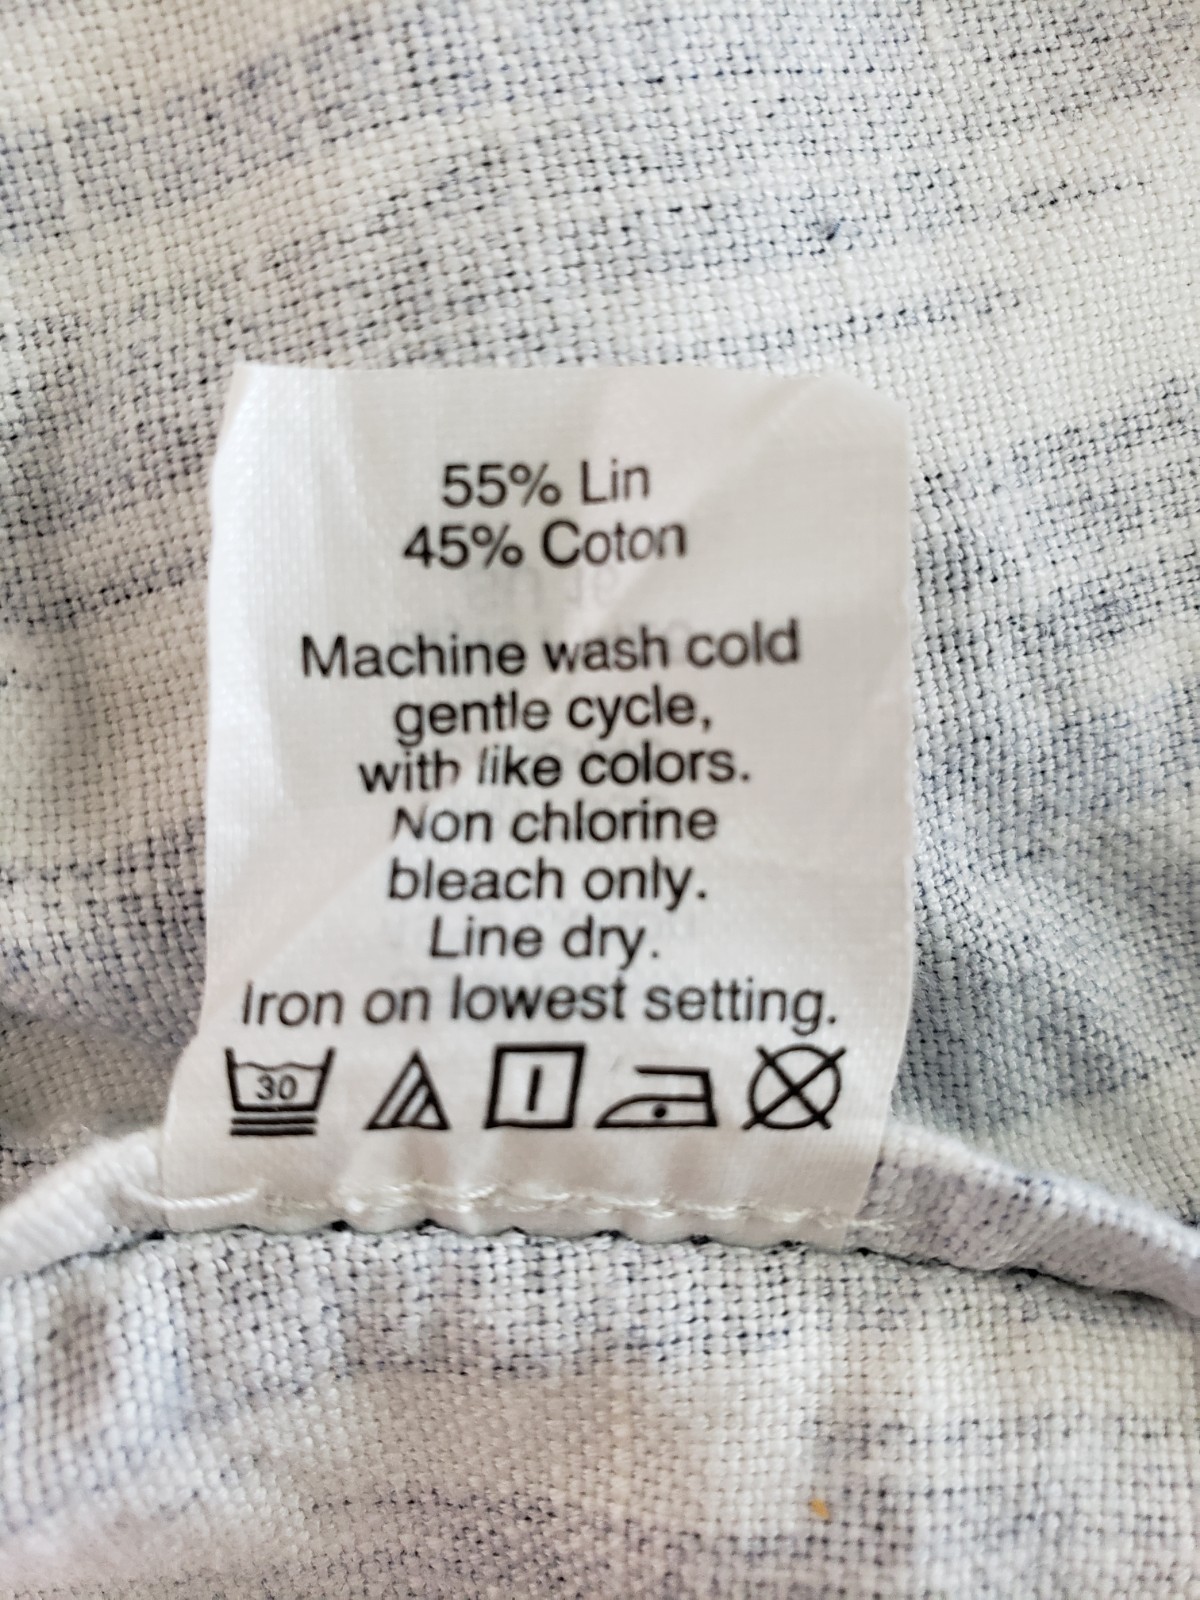 55% Lin
45% Coton
Machine wash cold
gentle cycle,
with like colors.
Non chlorine
bleach only.
Line dry.
Iron on lowest setting.
30